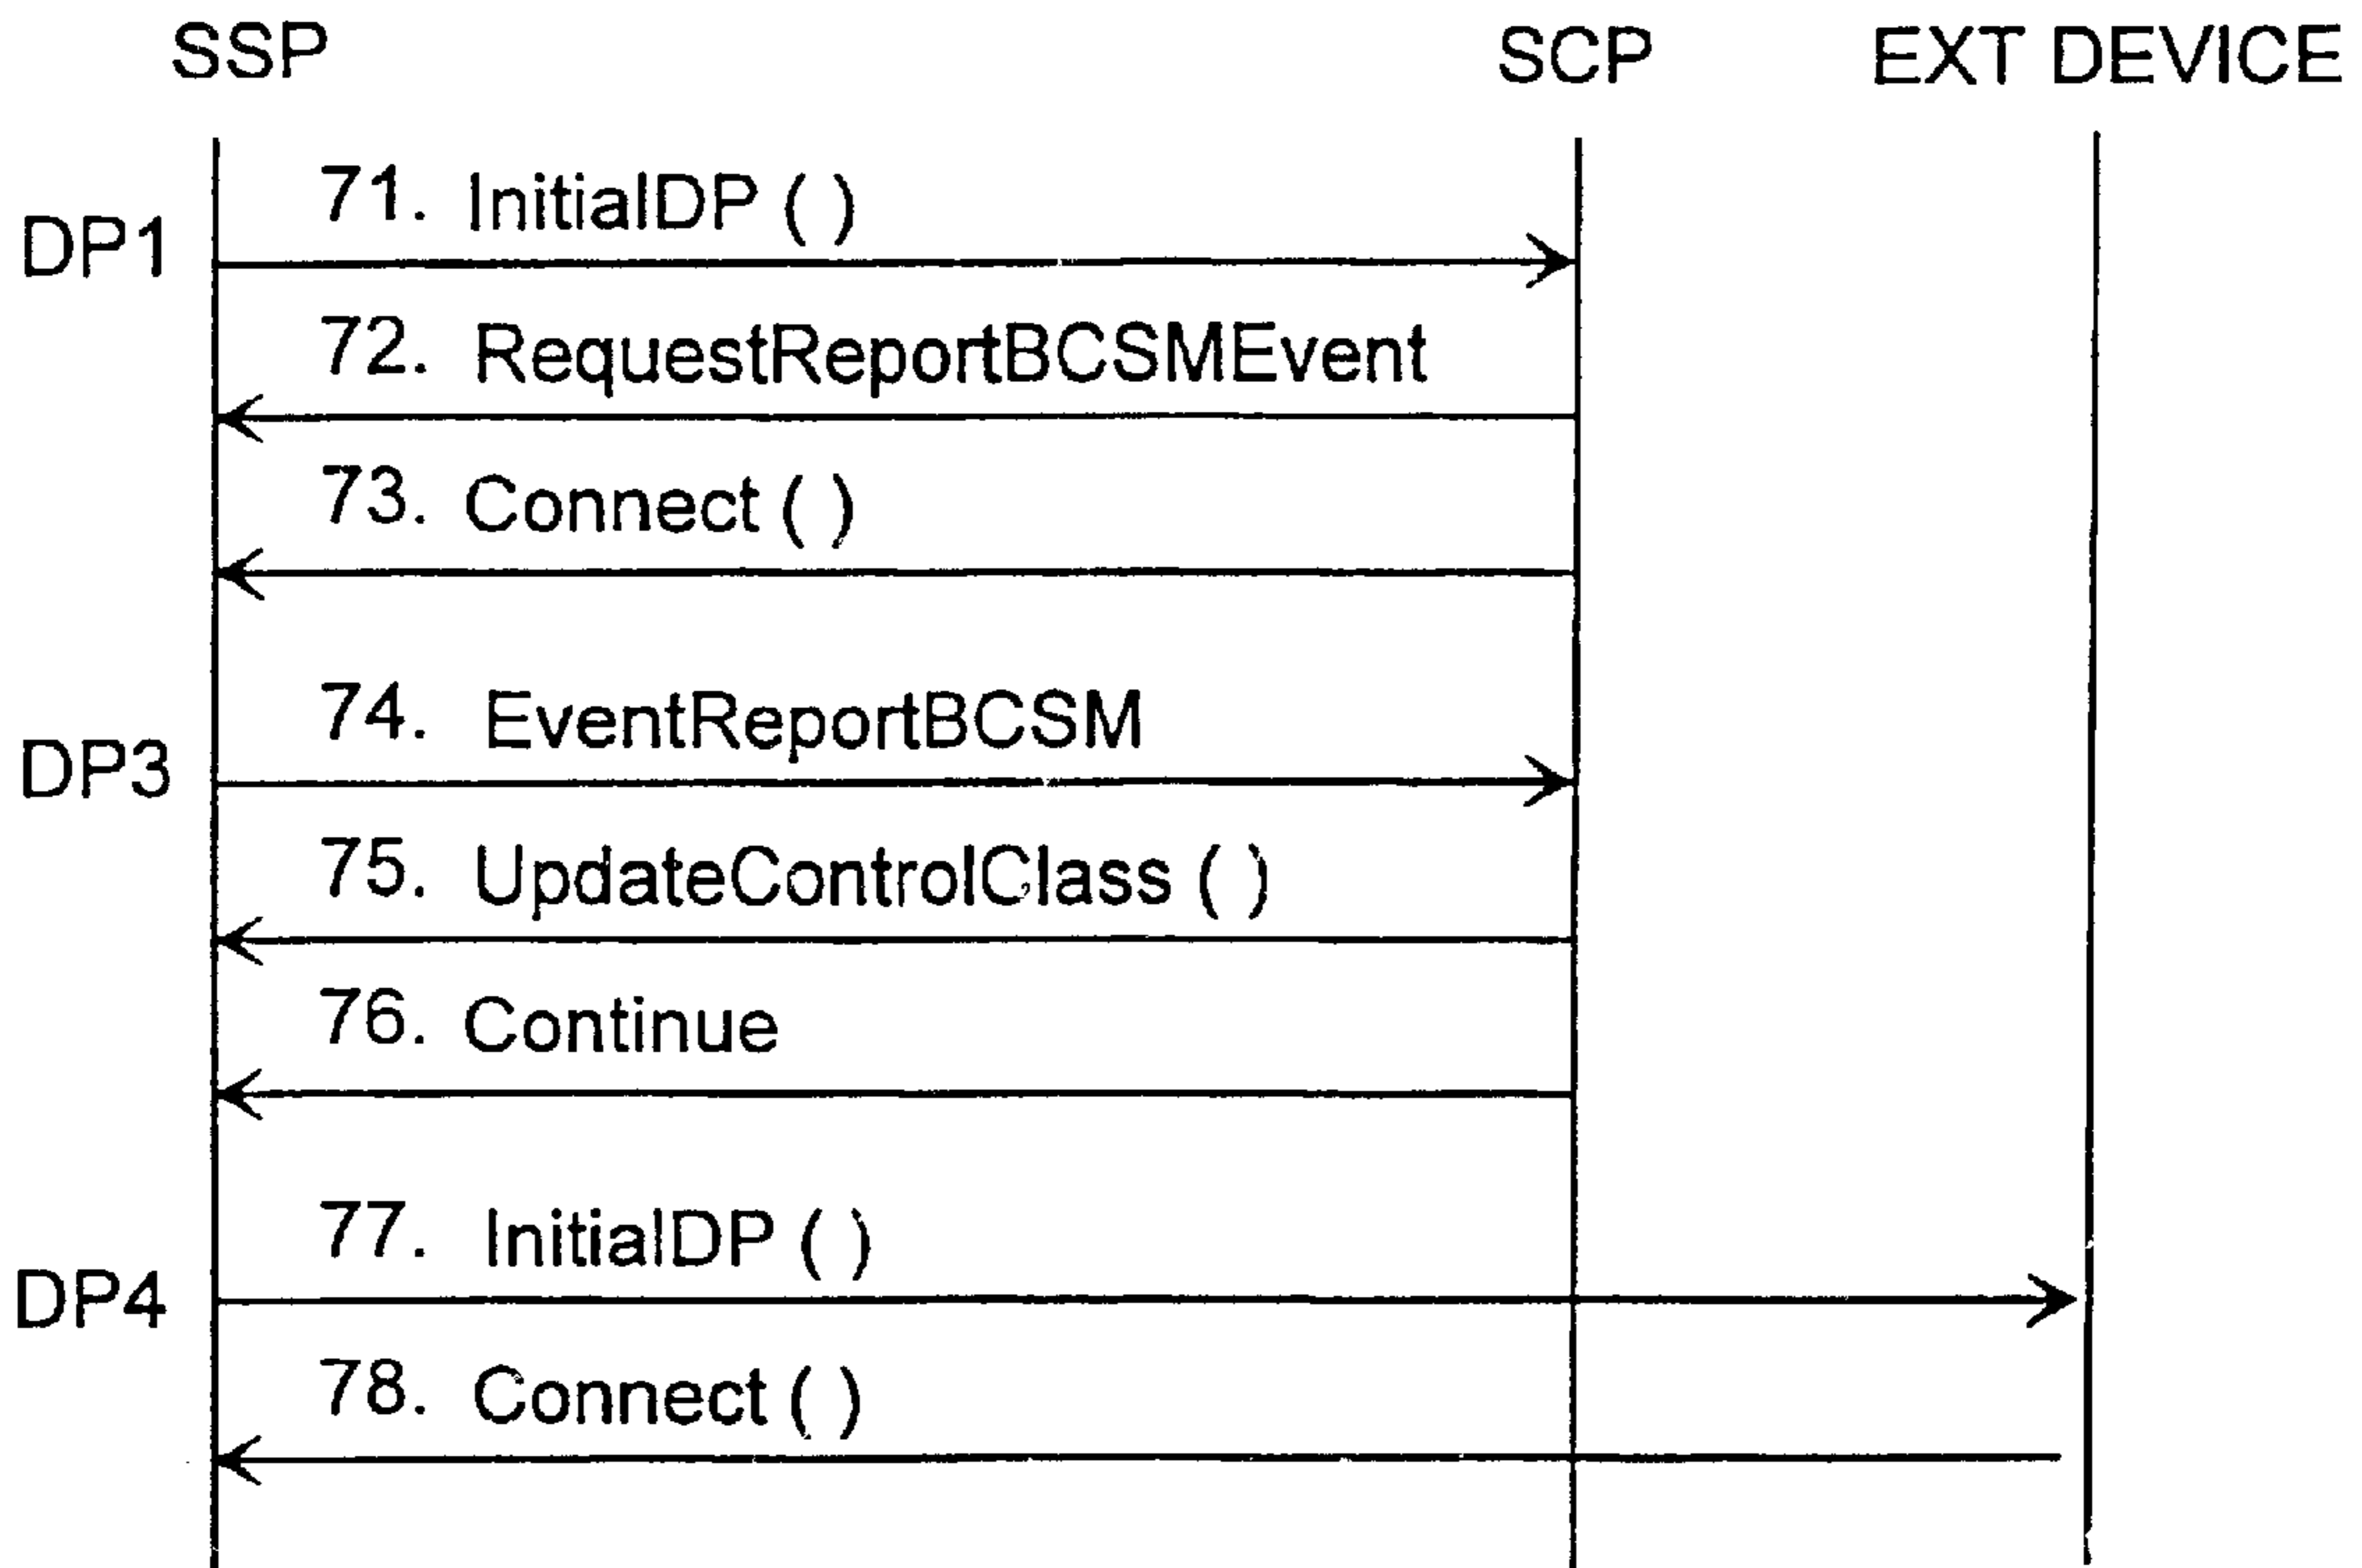 SSP SCP EXT DEVICE
71. InitialDP ( )
DP1
72. RequestReportBCSMEvent
73. Connect ( )
74. EventReportBCSM
DP3
75. UpdateControlClass ( )
76. Continue
77. InitialDP ( )
DP4
78. Connect ( )